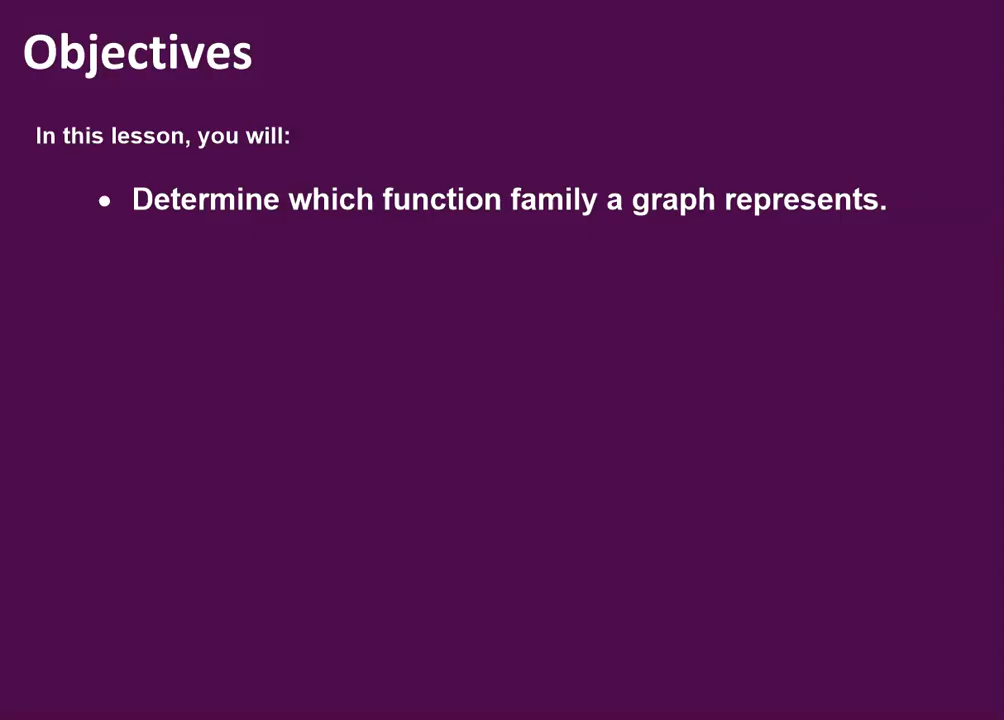 Objectives
In this lesson, you will:
• Determine which function family a graph represents.